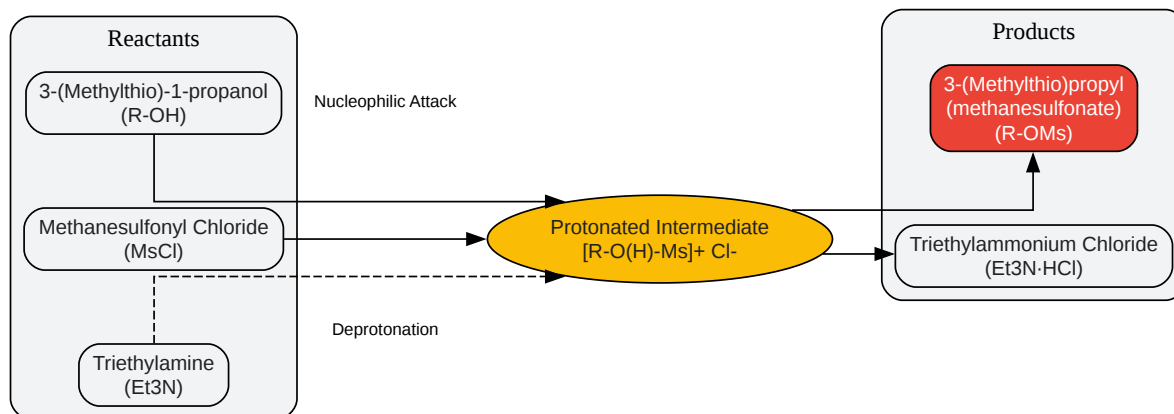 Reactants
3-(Methylthio)-1-propanol
(R-OH)
Nucleophilic Attack
Methanesulfonyl Chloride
(MsCl)
Triethylamine
(Et3N)
Deprotonation
Protonated Intermediate
[R-O(H)-Ms]+ Cl-
Products
3-(Methylthio)propyl
(methanesulfonate)
(R-OMs)
Triethylammonium Chloride
(Et3N·HCl)